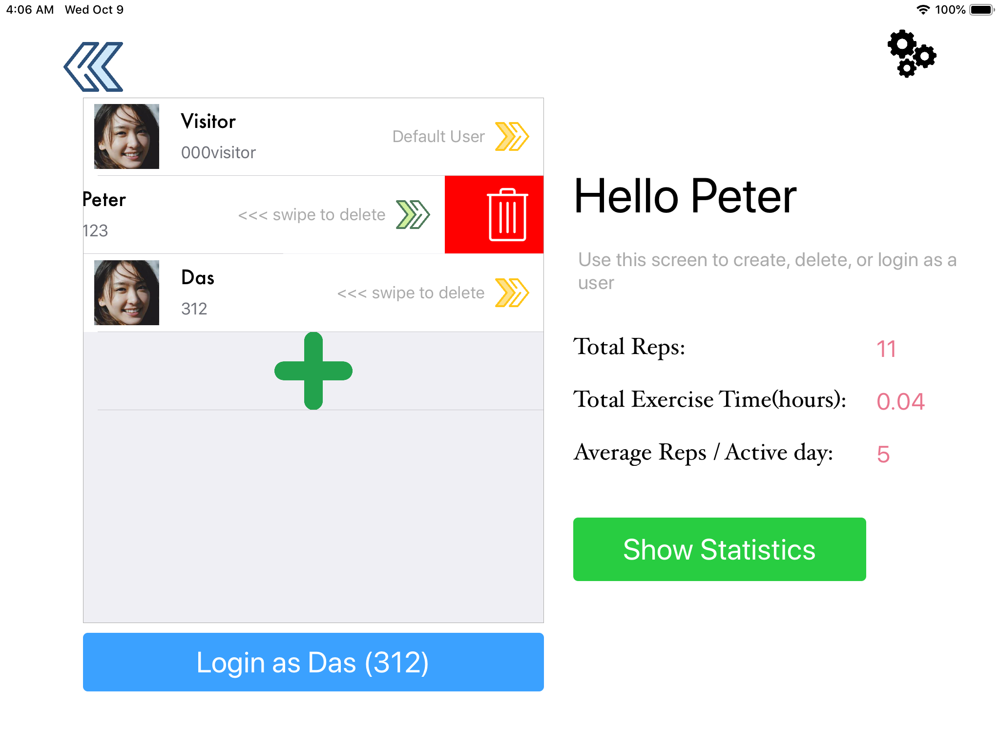 4:06 AM Wed Oct 9
100%
Visitor
000visitor
Default User
Peter
123
<<< swipe to delete
Das
312
<<< swipe to delete
Login as Das (312)
Hello Peter
Use this screen to create, delete, or login as a
user
Total Reps: 11
Total Exercise Time(hours): 0.04
Average Reps / Active day: 5
Show Statistics